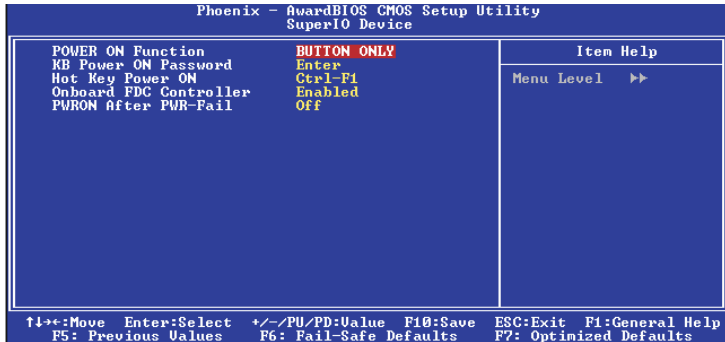 Phoenix - AwardBIOS CMOS Setup Utility
SuperIO Device
POWER ON Function BUTTON ONLY
KB Power ON Password Enter
Hot Key Power ON Ctrl-F1
Onboard FDC Controller Enabled
PWRON After PWR-Fail Off
Item Help
Menu Level ▶▶
↑↓→←:Move Enter:Select +/-/PU/PD:Value F10:Save ESC:Exit F1:General Help
F5: Previous Values F6: Fail-Safe Defaults F7: Optimized Defaults